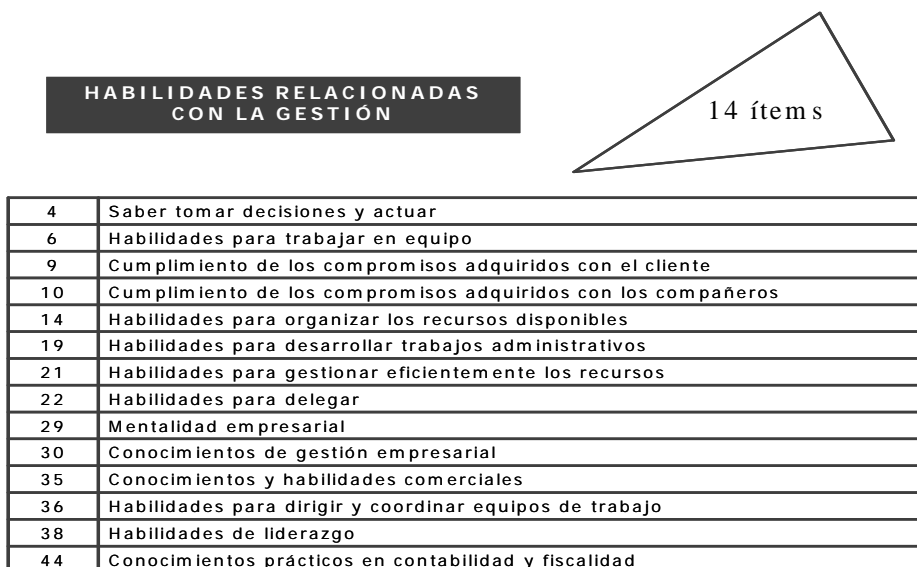 HABILIDADES RELACIONADAS
CON LA GESTIÓN
14 ítems
4 Saber tomar decisiones y actuar
6 Habilidades para trabajar en equipo
9 Cumplimiento de los compromisos adquiridos con el cliente
10 Cumplimiento de los compromisos adquiridos con los compañeros
14 Habilidades para organizar los recursos disponibles
19 Habilidades para desarrollar trabajos administrativos
21 Habilidades para gestionar eficientemente los recursos
22 Habilidades para delegar
29 Mentalidad empresarial
30 Conocimientos de gestión empresarial
35 Conocimientos y habilidades comerciales
36 Habilidades para dirigir y coordinar equipos de trabajo
38 Habilidades de liderazgo
44 Conocimientos prácticos en contabilidad y fiscalidad